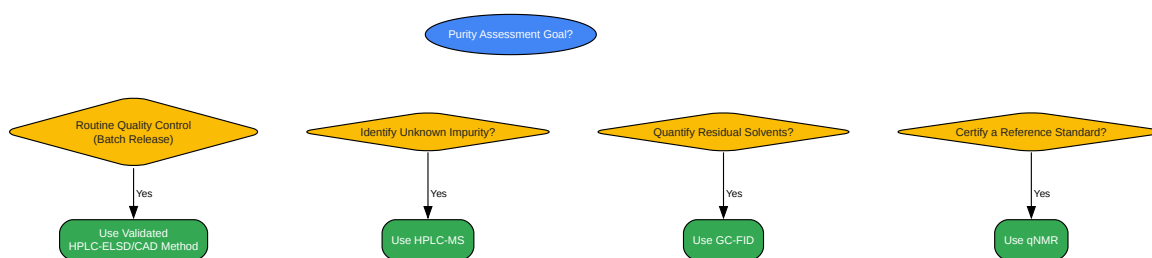 Purity Assessment Goal?
Routine Quality Control
(Batch Release)
Identify Unknown Impurity?
Quantify Residual Solvents?
Certify a Reference Standard?
Yes
Yes
Yes
Yes
Use Validated
HPLC-ELSD/CAD Method
Use HPLC-MS
Use GC-FID
Use qNMR